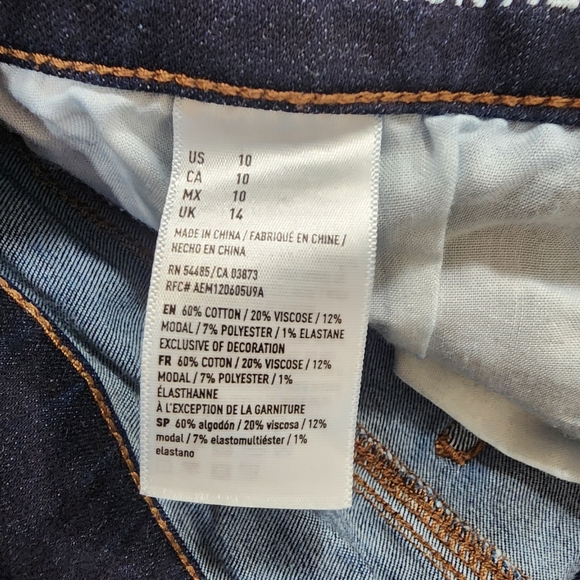 US 10
CA 10
MX 10
UK 14
MADE IN CHINA / FABRIQUÉ EN CHINE /
HECHO EN CHINA
RN 54485/CA 03873
RFC# AEM120605U9A
EN 60% COTTON / 20% VISCOSE / 12%
MODAL / 7% POLYESTER / 1% ELASTANE
EXCLUSIVE OF DECORATION
FR 60% COTON / 20% VISCOSE / 12%
MODAL / 7% POLYESTER / 1%
ÉLASTHANNE
À L'EXCEPTION DE LA GARNITURE
SP 60% algodón / 20% viscosa / 12%
modal / 7% elastomultiéster / 1%
elastano